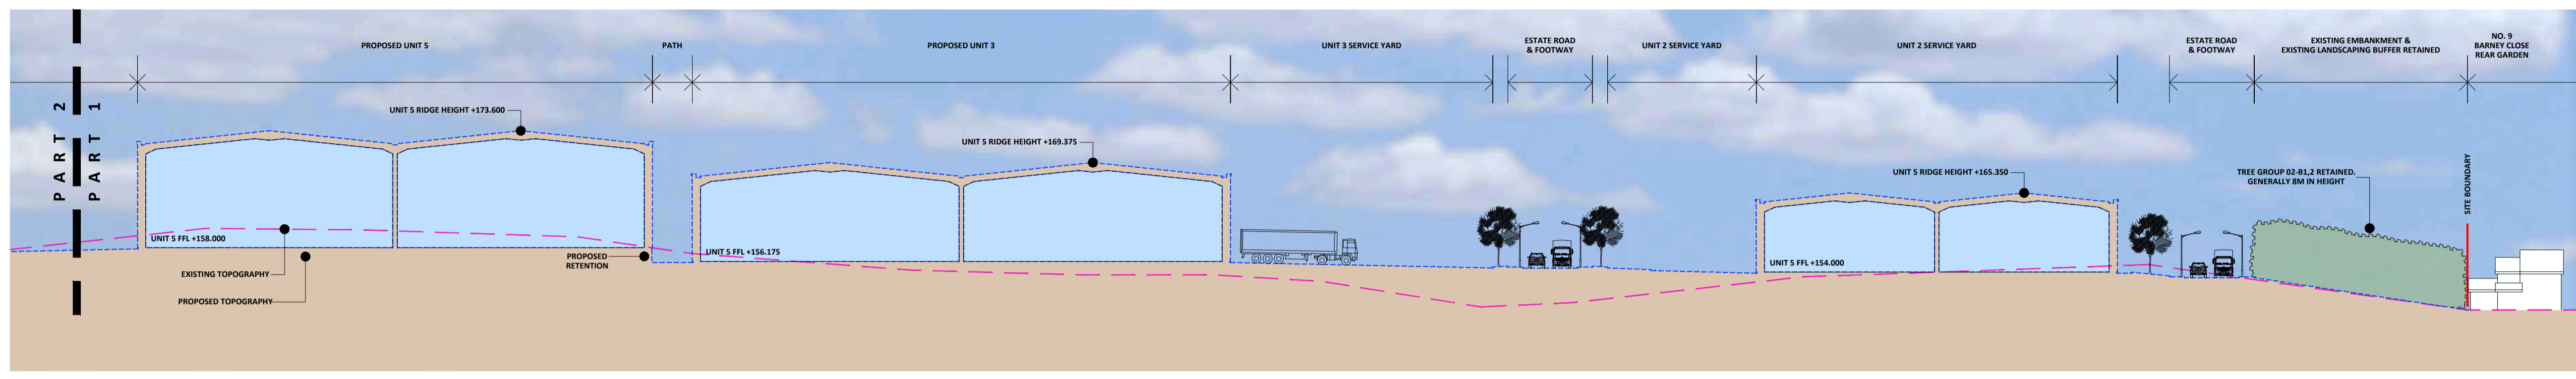 PROPOSED UNIT 5
PATH
PROPOSED UNIT 3
UNIT 3 SERVICE YARD
ESTATE ROAD
& FOOTWAY
UNIT 2 SERVICE YARD
UNIT 2 SERVICE YARD
ESTATE ROAD
& FOOTWAY
EXISTING EMBANKMENT &
EXISTING LANDSCAPING BUFFER RETAINED
NO. 9
BARNEY CLOSE
REAR GARDEN
PART 2
PART 1
UNIT 5 RIDGE HEIGHT +173.600
UNIT 5 RIDGE HEIGHT +169.375
UNIT 5 RIDGE HEIGHT +165.350
TREE GROUP 02-B1,2 RETAINED.
GENERALLY 8M IN HEIGHT
SITE BOUNDARY
UNIT 5 FFL +158.000
UNIT 5 FFL +156.175
UNIT 5 FFL +154.000
PROPOSED
RETENTION
EXISTING TOPOGRAPHY
PROPOSED TOPOGRAPHY